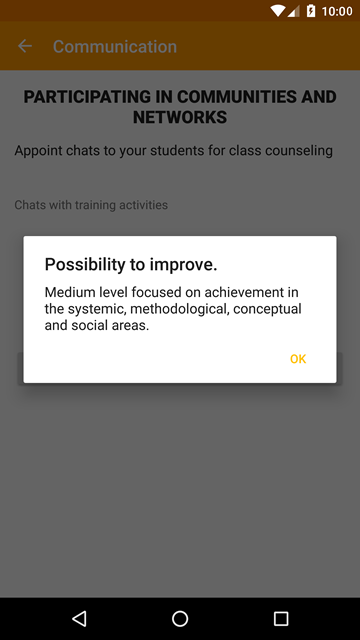 10:00
Communication
PARTICIPATING IN COMMUNITIES AND
NETWORKS
Appoint chats to your students for class counseling
Chats with training activities
Possibility to improve.
Medium level focused on achievement in
the systemic, methodological, conceptual
and social areas.
OK